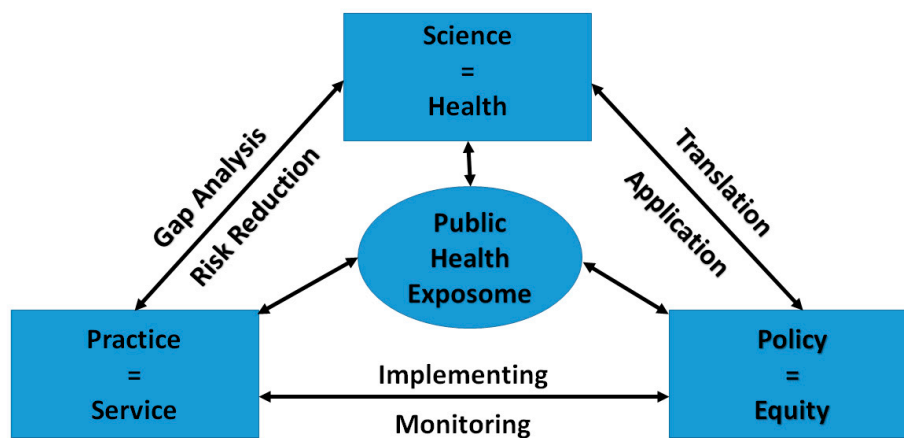 Science
=
Health
Gap Analysis
Risk Reduction
Translation
Application
Public
Health
Exposome
Practice
=
Service
Implementing
Monitoring
Policy
=
Equity